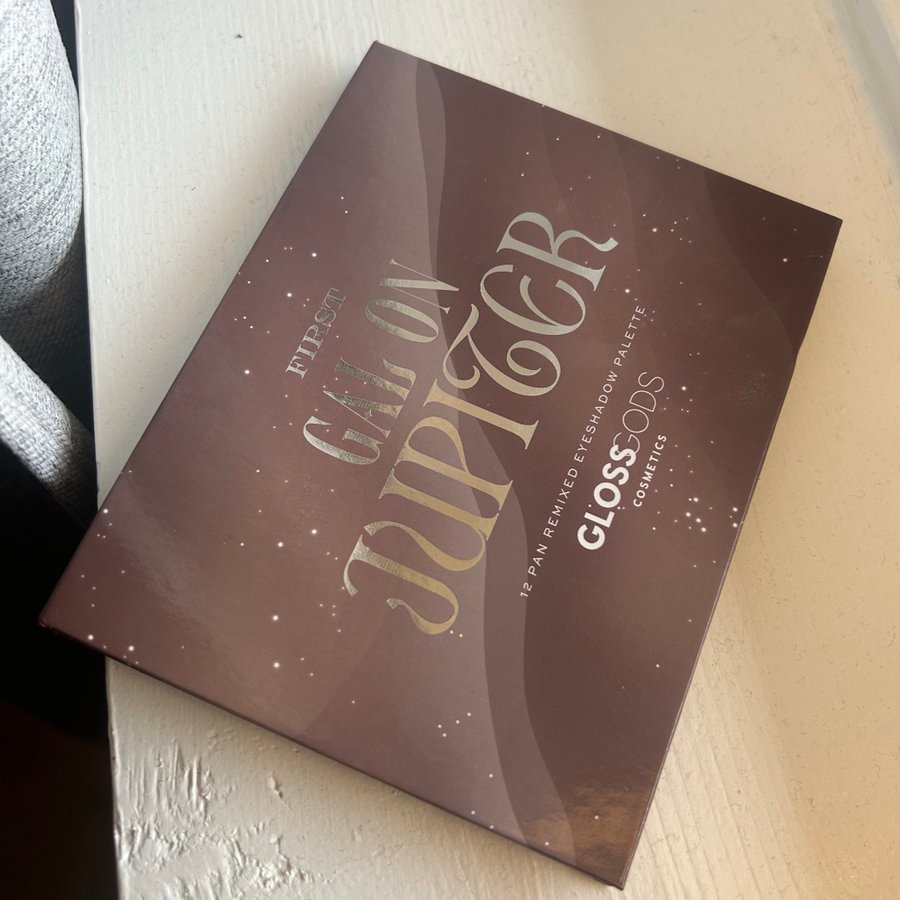 FIRST
GAL ON
JUPITER
12 PAN REMIXED EYESHADOW PALETTE
GLOSSGODS
COSMETICS